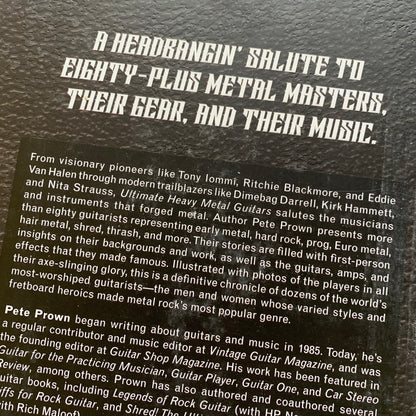 A HEADBANGIN' SALUTE TO
EIGHTY-PLUS METAL MASTERS,
THEIR GEAR, AND THEIR MUSIC.
From visionary pioneers like Tony Iommi, Ritchie Blackmore, and Eddie
Van Halen through modern trailblazers like Dimebag Darrell, Kirk Hammett,
and Nita Strauss, Ultimate Heavy Metal Guitars salutes the musicians
and instruments that forged metal. Author Pete Prown presents more
than eighty guitarists representing early metal, hard rock, prog, Euro metal,
hair metal, shred, thrash, and more. Their stories are filled with first-person
insights on their backgrounds and work, as well as the guitars, amps, and
effects that they made famous. Illustrated with photos of the players in all
their axe-slinging glory, this is a definitive chronicle of dozens of the world's
most-worshiped guitarists—the men and women whose varied styles and
fretboard heroics made metal rock's most popular genre.
Pete Prown began writing about guitars and music in 1985. Today, he's
a regular contributor and music editor at Vintage Guitar Magazine, and was
the founding editor at Guitar Shop Magazine. His work has been featured in
Guitar for the Practicing Musician, Guitar Player, Guitar One, and Car Stereo
Review, among others. Prown has also authored and coauthored several
guitar books, including Legends of Rock Guitar (with HP
Riffs for Rock Guitar, and Shred! The
with Rich Maloof)